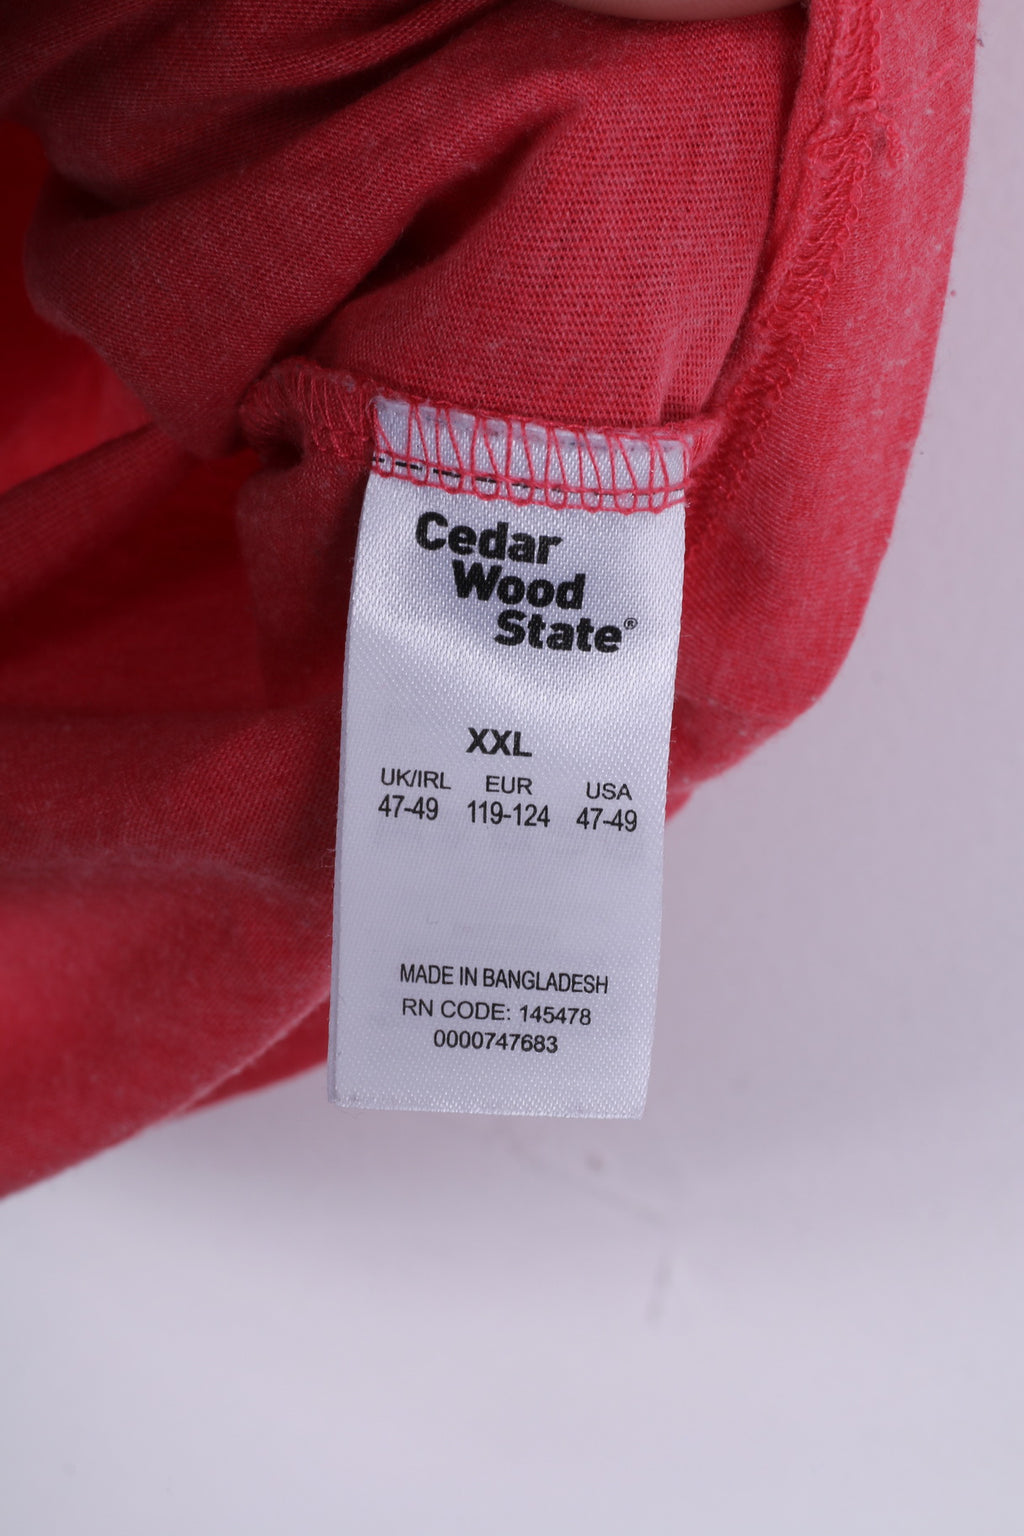 Cedar
Wood
State®
XXL
UK/IRL EUR USA
47-49 119-124 47-49
MADE IN BANGLADESH
RN CODE: 145478
0000747683